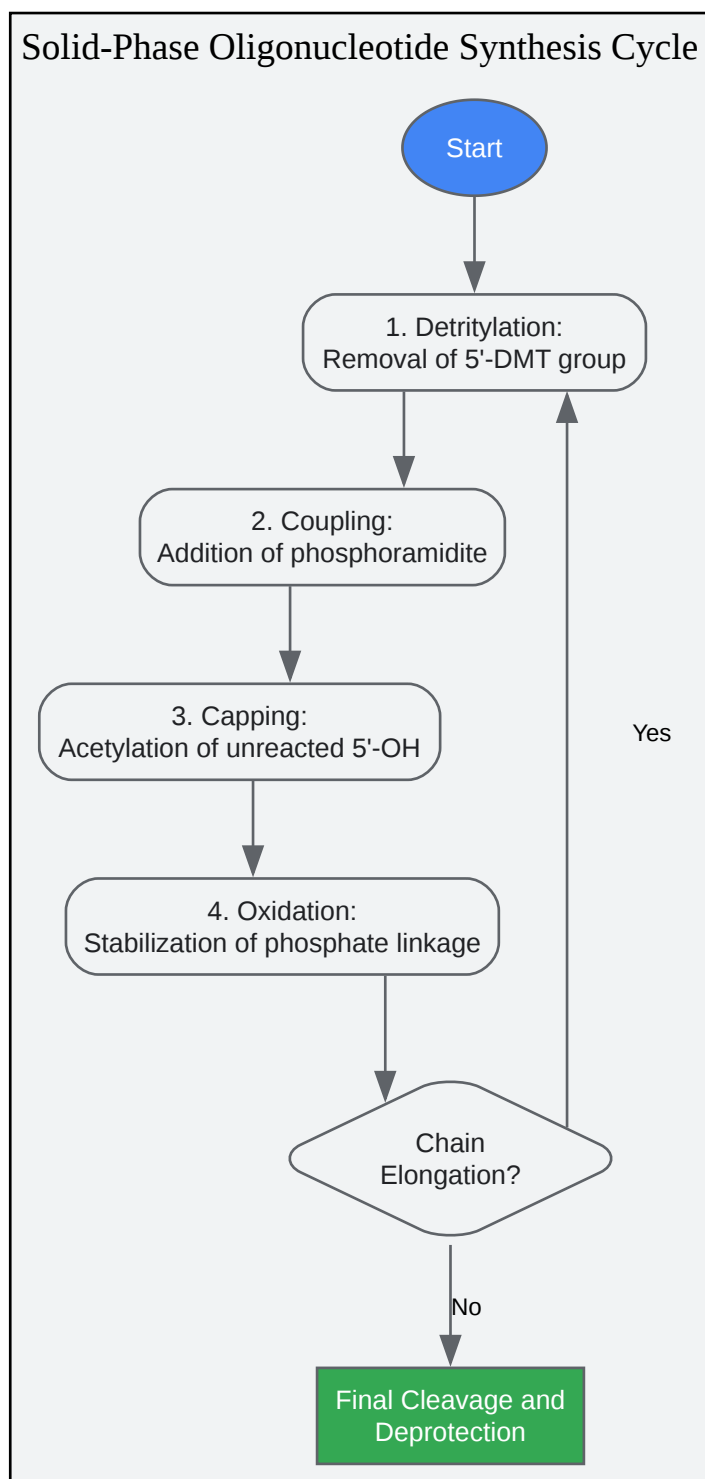 Solid-Phase Oligonucleotide Synthesis Cycle
Start
1. Detritylation:
Removal of 5'-DMT group
2. Coupling:
Addition of phosphoramidite
3. Capping:
Acetylation of unreacted 5'-OH
Yes
4. Oxidation:
Stabilization of phosphate linkage
Chain
Elongation?
No
Final Cleavage and
Deprotection